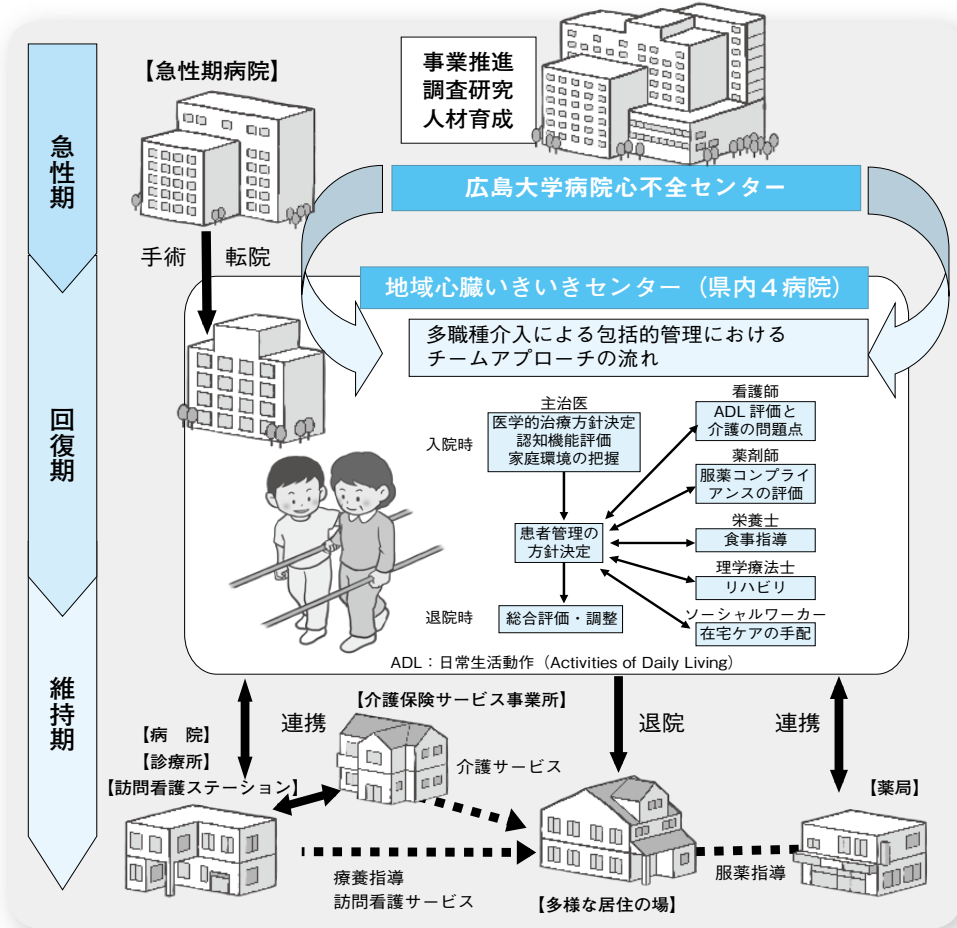 急性期
回復期
維持期
【急性期病院】
事業推進
調査研究
人材育成
広島大学病院心不全センター
手術 転院
地域心臓いきいきセンター（県内４病院）
多職種介入による包括的管理における
チームアプローチの流れ
入院時
主治医
医学的治療方針決定
認知機能評価
家庭環境の把握
患者管理の
方針決定
退院時
総合評価・調整
看護師
ADL 評価と
介護の問題点
薬剤師
服薬コンプライ
アンスの評価
栄養士
食事指導
理学療法士
リハビリ
ソーシャルワーカー
在宅ケアの手配
ADL：日常生活動作（Activities of Daily Living）
連携
退院
連携
【介護保険サービス事業所】
【病　院】
【診療所】
【訪問看護ステーション】
介護サービス
【薬局】
療養指導
訪問看護サービス
服薬指導
【多様な居住の場】